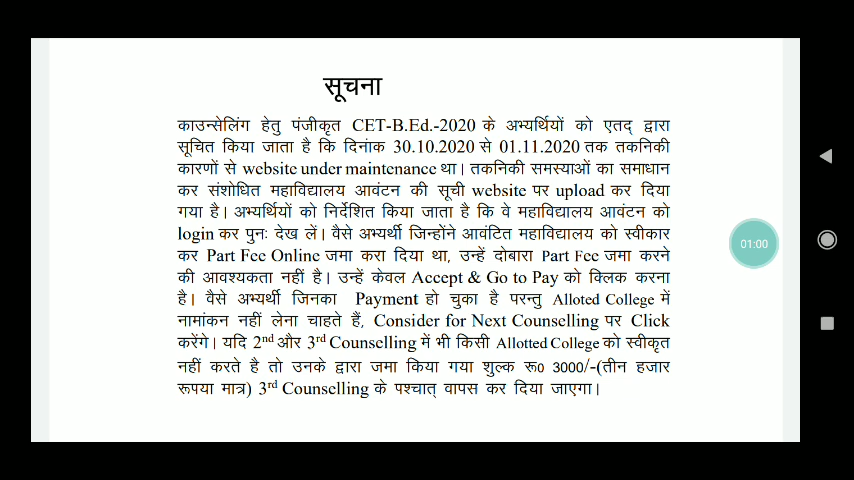 सूचना
काउन्सेलिंग हेतु पंजीकृत CET-B.Ed.-2020 के अभ्यर्थियों को एतद् द्वारा
सूचित किया जाता है कि दिनांक 30.10.2020 से 01.11.2020 तक तकनिकी
कारणों से website under maintenance था। तकनिकी समस्याओं का समाधान
कर संशोधित महाविद्यालय आवंटन की सूची website पर upload कर दिया
गया है। अभ्यर्थियों को निर्देशित किया जाता है कि वे महाविद्यालय आवंटन को
login कर पुनः देख लें। वैसे अभ्यर्थी जिन्होंने आवंटित महाविद्यालय को स्वीकार
कर Part Fee Online जमा करा दिया था, उन्हें दोबारा Part Fee जमा करने
की आवश्यकता नहीं है। उन्हें केवल Accept & Go to Pay को क्लिक करना
है। वैसे अभ्यर्थी जिनका Payment हो चुका है परन्तु Alloted College में
नामांकन नहीं लेना चाहते हैं, Consider for Next Counselling पर Click
करेंगे। यदि 2nd और 3rd Counselling में भी किसी Allotted College को स्वीकृत
नहीं करते है तो उनके द्वारा जमा किया गया शुल्क रू० 3000/-(तीन हजार
रूपया मात्र) 3rd Counselling के पश्चात् वापस कर दिया जाएगा।
01:00